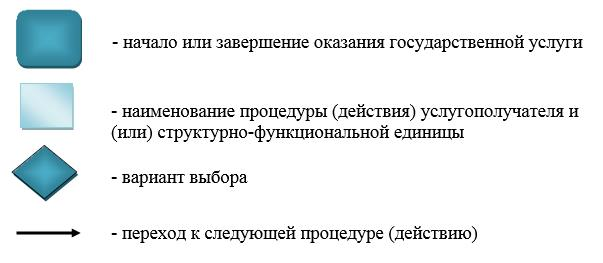 - начало или завершение оказания государственной услуги
- наименование процедуры (действия) услугополучателя и
(или) структурно-функциональной единицы
- вариант выбора
- переход к следующей процедуре (действию)